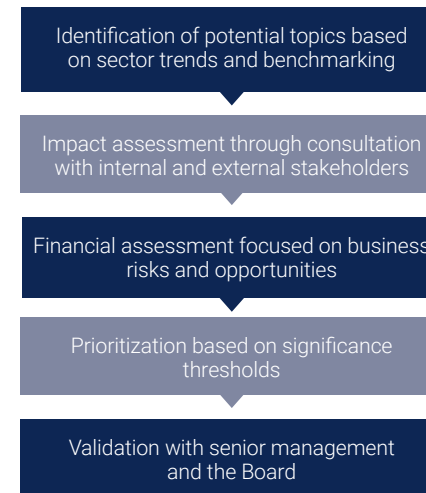 Identification of potential topics based
on sector trends and benchmarking
Impact assessment through consultation
with internal and external stakeholders
Financial assessment focused on business
risks and opportunities
Prioritization based on significance
thresholds
Validation with senior management
and the Board